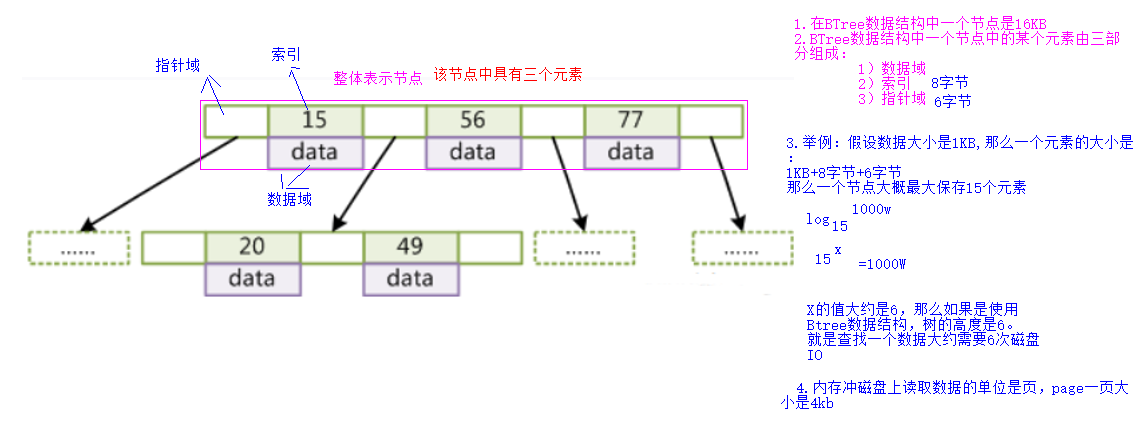 指针域
索引
整体表示节点 该节点中具有三个元素
15 56 77
data
数据域
…… …… ……
20 49
data data
1.在BTree数据结构中一个节点是16KB
2.BTree数据结构中一个节点中的某个元素由三部
分组成:
1）数据域
2）索引 8字节
3）指针域 6字节
3.举例: 假设数据大小是1KB,那么一个元素的大小是
:
1KB+8字节+6字节
那么一个节点大概最大保存15个元素
log15 1000w
15 x =1000W
X的值大约是6，那么如果是使用
Btree数据结构，树的高度是6。
就是查找一个数据大约需要6次磁盘
IO
4.内存冲磁盘上读取数据的单位是页，page一页大
小是4kb